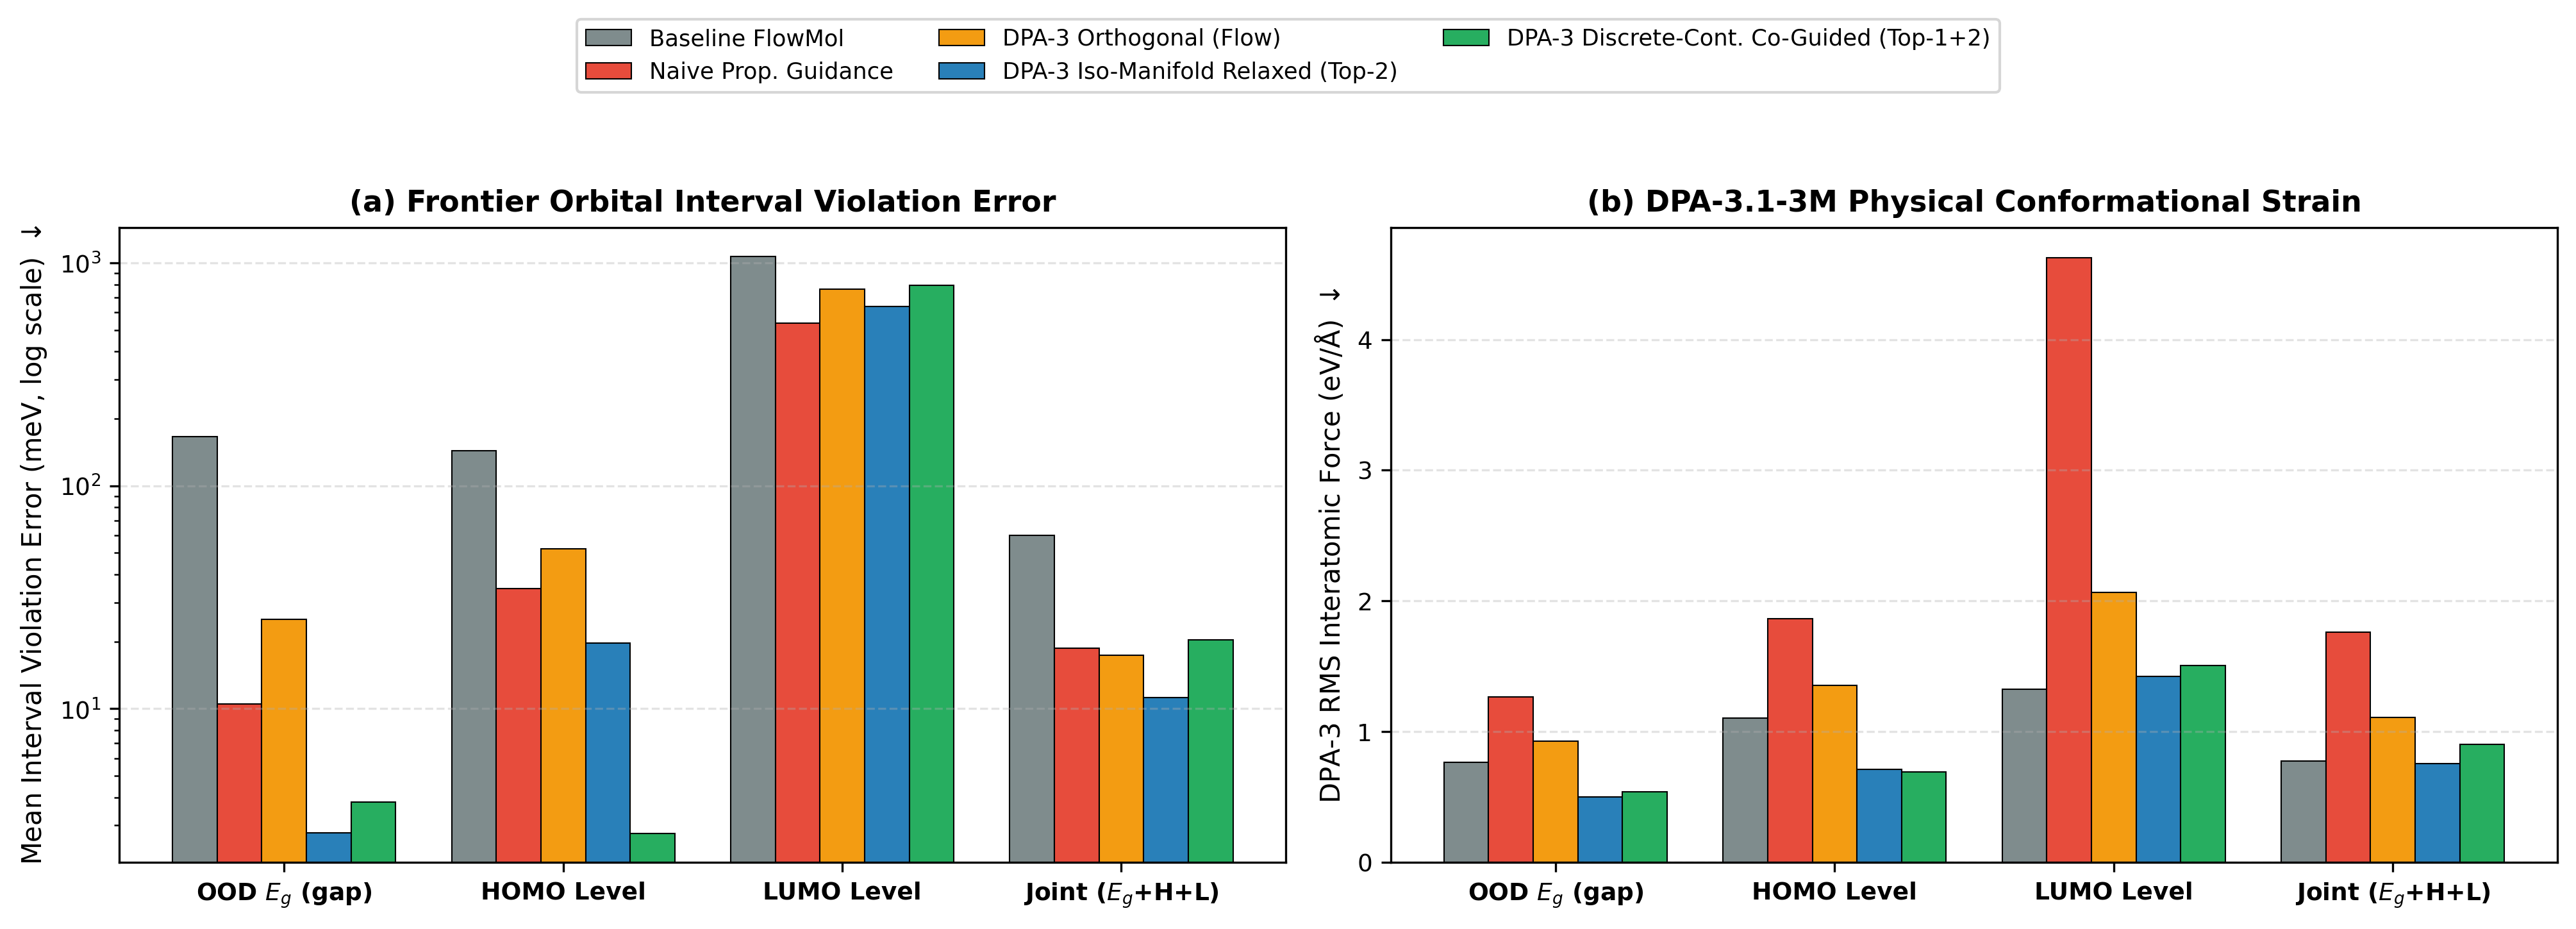 Baseline FlowMol
Naive Prop. Guidance
DPA-3 Orthogonal (Flow)
DPA-3 Iso-Manifold Relaxed (Top-2)
DPA-3 Discrete-Cont. Co-Guided (Top-1+2)
(a) Frontier Orbital Interval Violation Error
Mean Interval Violation Error (meV, log scale) ↓
10³
10²
10¹
OOD E_g (gap)
HOMO Level
LUMO Level
Joint (E_g+H+L)
(b) DPA-3.1-3M Physical Conformational Strain
DPA-3 RMS Interatomic Force (eV/Å) ↓
4
3
2
1
0
OOD E_g (gap)
HOMO Level
LUMO Level
Joint (E_g+H+L)